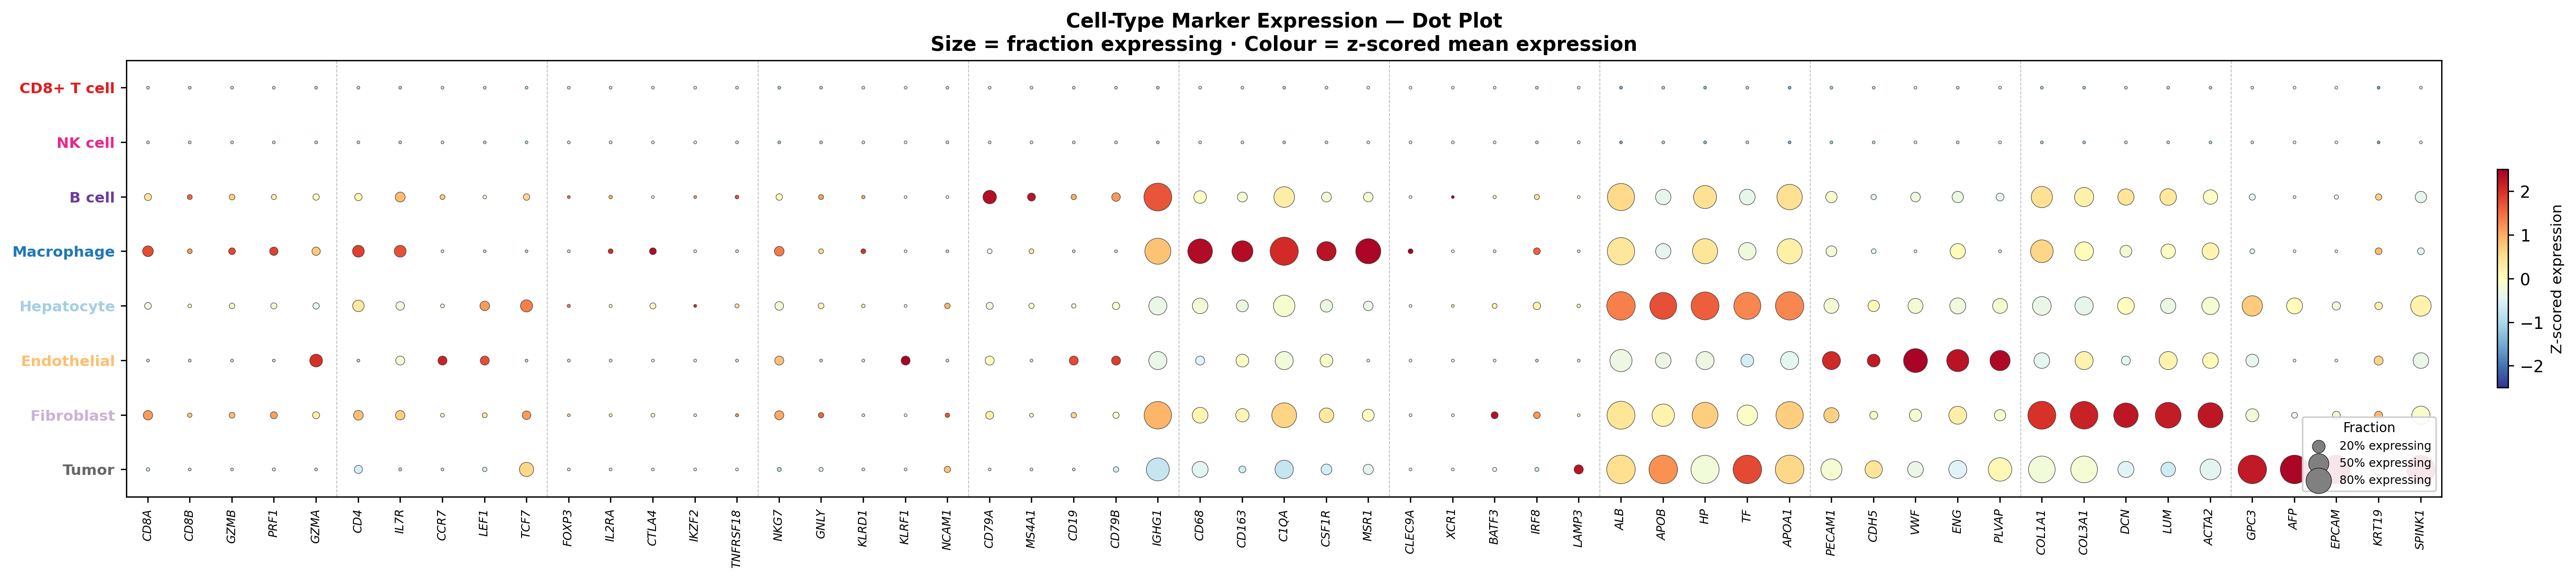 Cell-Type Marker Expression — Dot Plot
Size = fraction expressing · Colour = z-scored mean expression
CD8+ T cell
NK cell
B cell
Macrophage
Hepatocyte
Endothelial
Fibroblast
Tumor
CD8A
CD8B
GZMB
PRF1
GZMA
CD4
IL7R
CCR7
LEF1
TCF7
FOXP3
IL2RA
CTLA4
IKZF2
TNFRSF18
NKG7
GNLY
KLRD1
KLRF1
NCAM1
CD79A
MS4A1
CD19
CD79B
IGHG1
CD68
CD163
C1QA
CSF1R
MSR1
CLEC9A
XCR1
BATF3
IRF8
LAMP3
ALB
APOB
HP
TF
APOA1
PECAM1
CDH5
VWF
ENG
PLVAP
COL1A1
COL3A1
DCN
LUM
ACTA2
GPC3
AFP
EPCAM
KRT19
SPINK1
Fraction
20% expressing
50% expressing
80% expressing
2
1
0
−1
−2
Z-scored expression